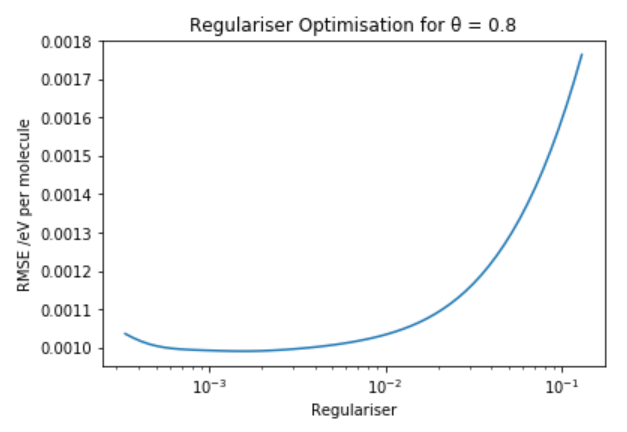 Regulariser Optimisation for θ = 0.8
RMSE /eV per molecule
0.0018
0.0017
0.0016
0.0015
0.0014
0.0013
0.0012
0.0011
0.0010
10⁻³ 10⁻² 10⁻¹
Regulariser